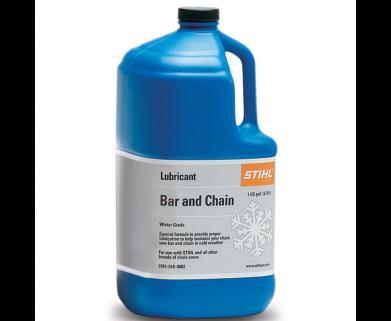 Lubricant
STIHL®
1 US gal.
Bar and Chain
Winter Grade
Special formula to provide proper
lubrication to help maintain your chain
saw bar and chain in cold weather
For use with STIHL and all other
brands of chain saws
0781-516-4002
www.stihlusa.com